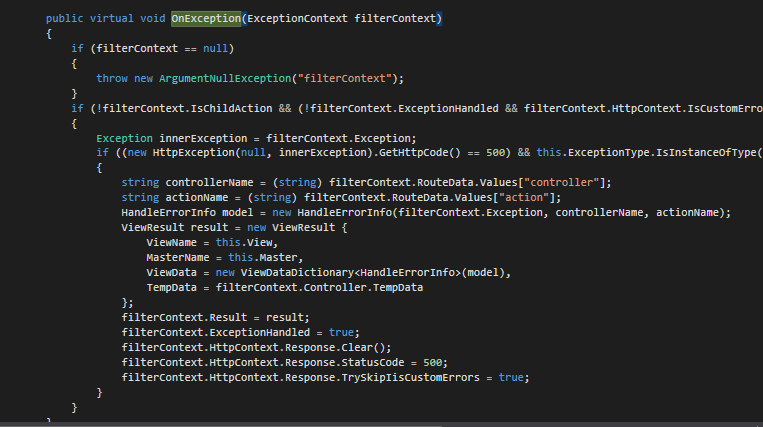 public virtual void OnException(ExceptionContext filterContext)
{
if (filterContext == null)
{
throw new ArgumentNullException("filterContext");
}
if (!filterContext.IsChildAction && (!filterContext.ExceptionHandled && filterContext.HttpContext.IsCustomErro
{
Exception innerException = filterContext.Exception;
if ((new HttpException(null, innerException).GetHttpCode() == 500) && this.ExceptionType.IsInstanceOfType(
{
string controllerName = (string) filterContext.RouteData.Values["controller"];
string actionName = (string) filterContext.RouteData.Values["action"];
HandleErrorInfo model = new HandleErrorInfo(filterContext.Exception, controllerName, actionName);
ViewResult result = new ViewResult {
ViewName = this.View,
MasterName = this.Master,
ViewData = new ViewDataDictionary<HandleErrorInfo>(model),
TempData = filterContext.Controller.TempData
};
filterContext.Result = result;
filterContext.ExceptionHandled = true;
filterContext.HttpContext.Response.Clear();
filterContext.HttpContext.Response.StatusCode = 500;
filterContext.HttpContext.Response.TrySkipIisCustomErrors = true;
}
}